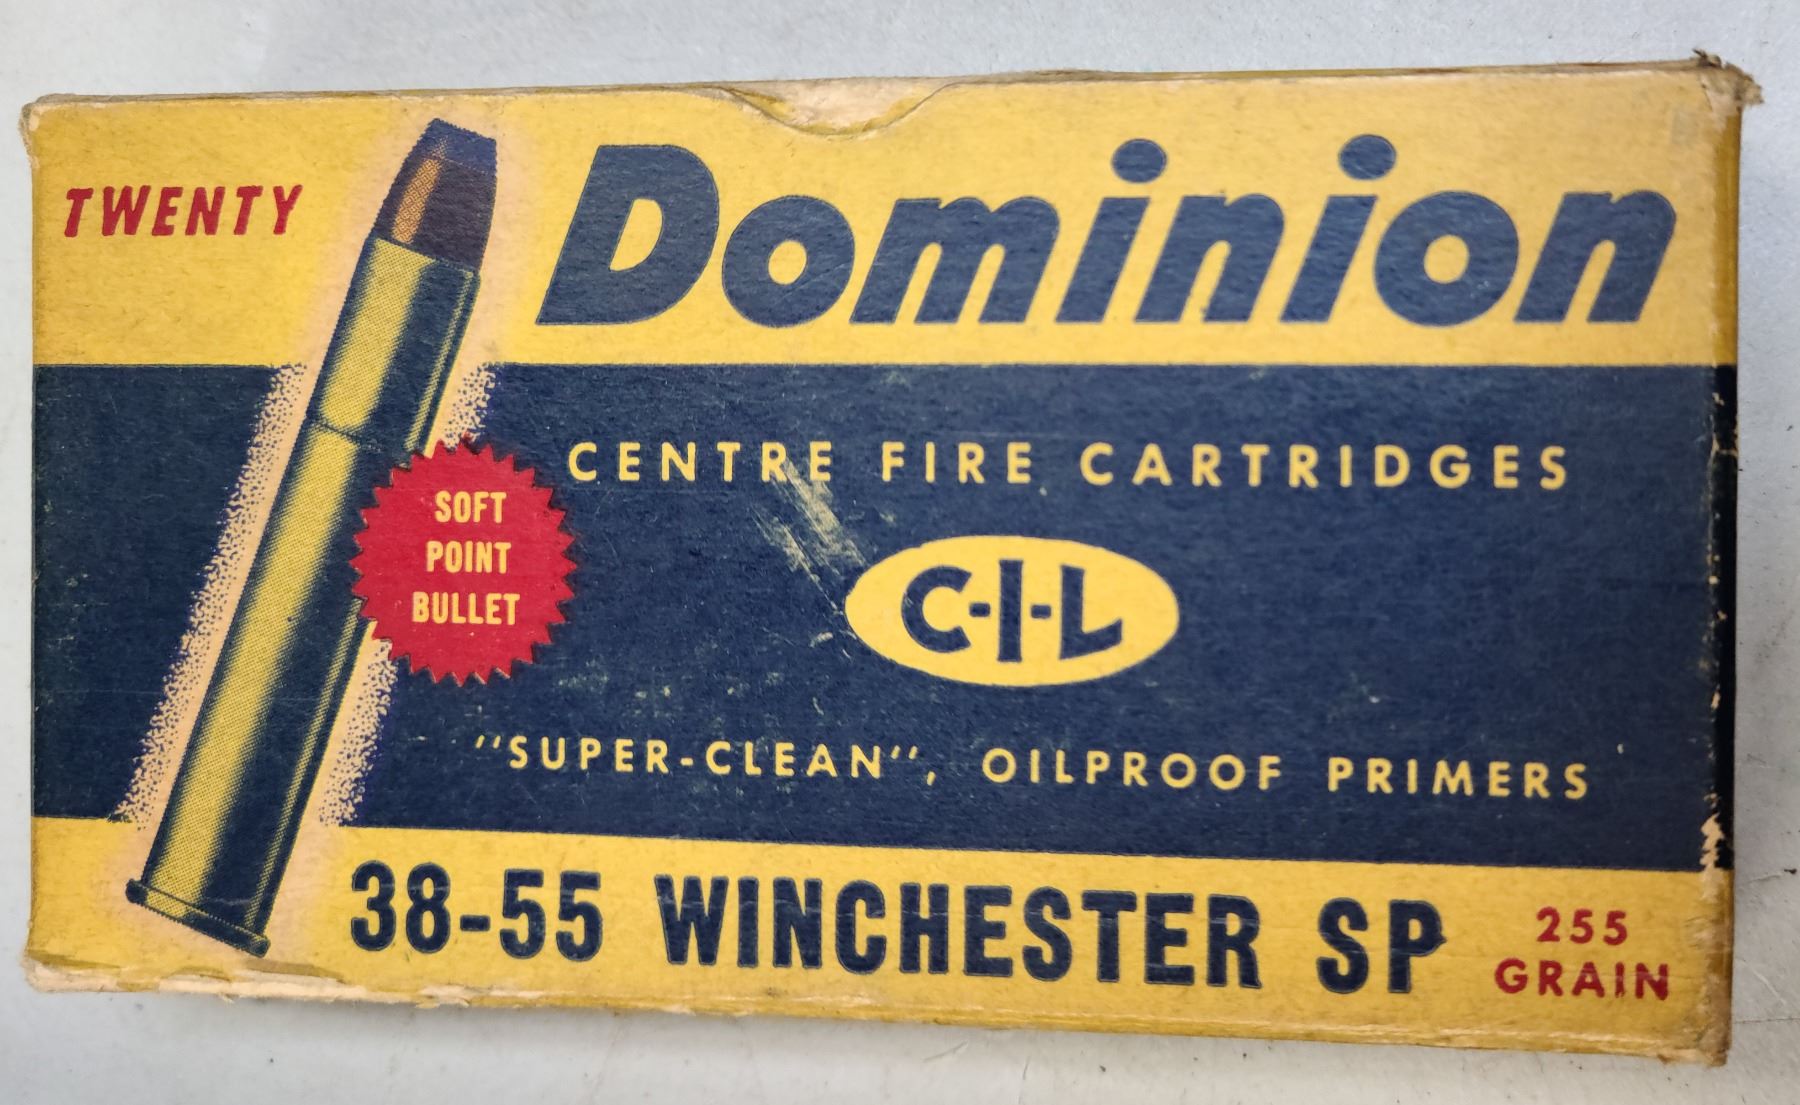 TWENTY
Dominion
CENTRE FIRE CARTRIDGES
SOFT
POINT
BULLET
C-I-L
"SUPER-CLEAN", OILPROOF PRIMERS
38-55 WINCHESTER SP
255
GRAIN